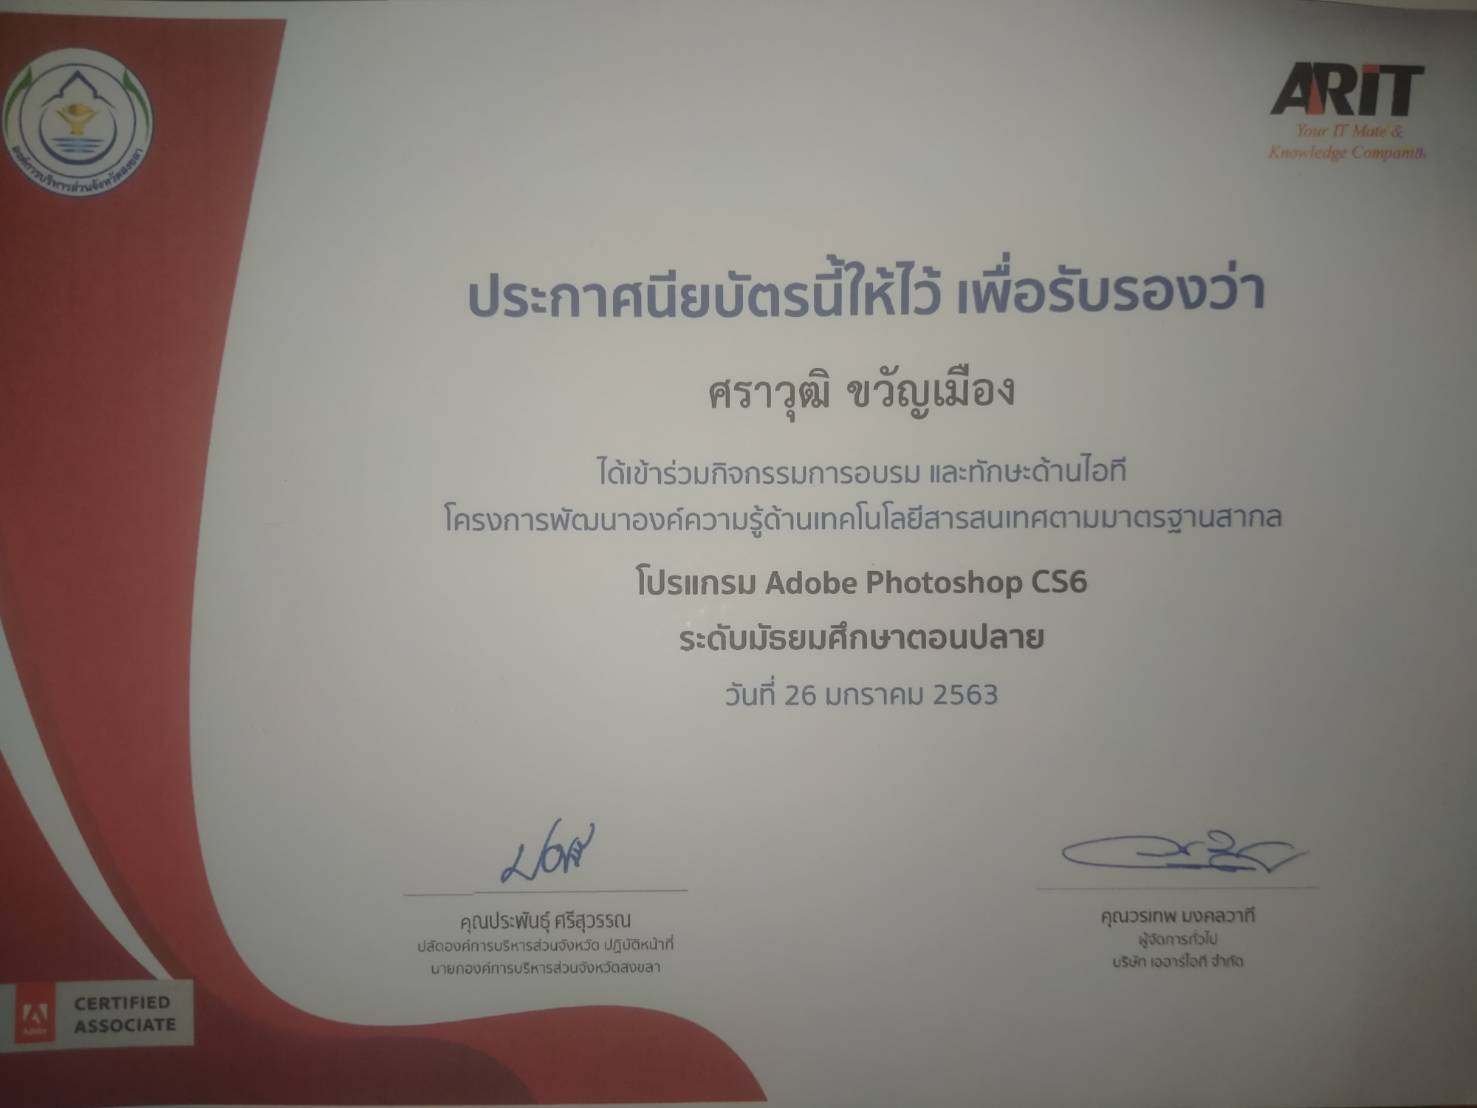 องค์การบริหารส่วนจังหวัดสงขลา
ARIT
Your IT Mate &
Knowledge Companion
ประกาศนียบัตรนี้ให้ไว้ เพื่อรับรองว่า
ศราวุฒิ ขวัญเมือง
ได้เข้าร่วมกิจกรรมการอบรม และทักษะด้านไอที
โครงการพัฒนาองค์ความรู้ด้านเทคโนโลยีสารสนเทศตามมาตรฐานสากล
โปรแกรม Adobe Photoshop CS6
ระดับมัธยมศึกษาตอนปลาย
วันที่ 26 มกราคม 2563
คุณประพันธุ์ ศรีสุวรรณ
ปลัดองค์การบริหารส่วนจังหวัด ปฏิบัติหน้าที่
นายกองค์การบริหารส่วนจังหวัดสงขลา
คุณวรเทพ มงคลวาที
ผู้จัดการทั่วไป
บริษัท เออาร์ไอที จำกัด
Adobe
CERTIFIED
ASSOCIATE